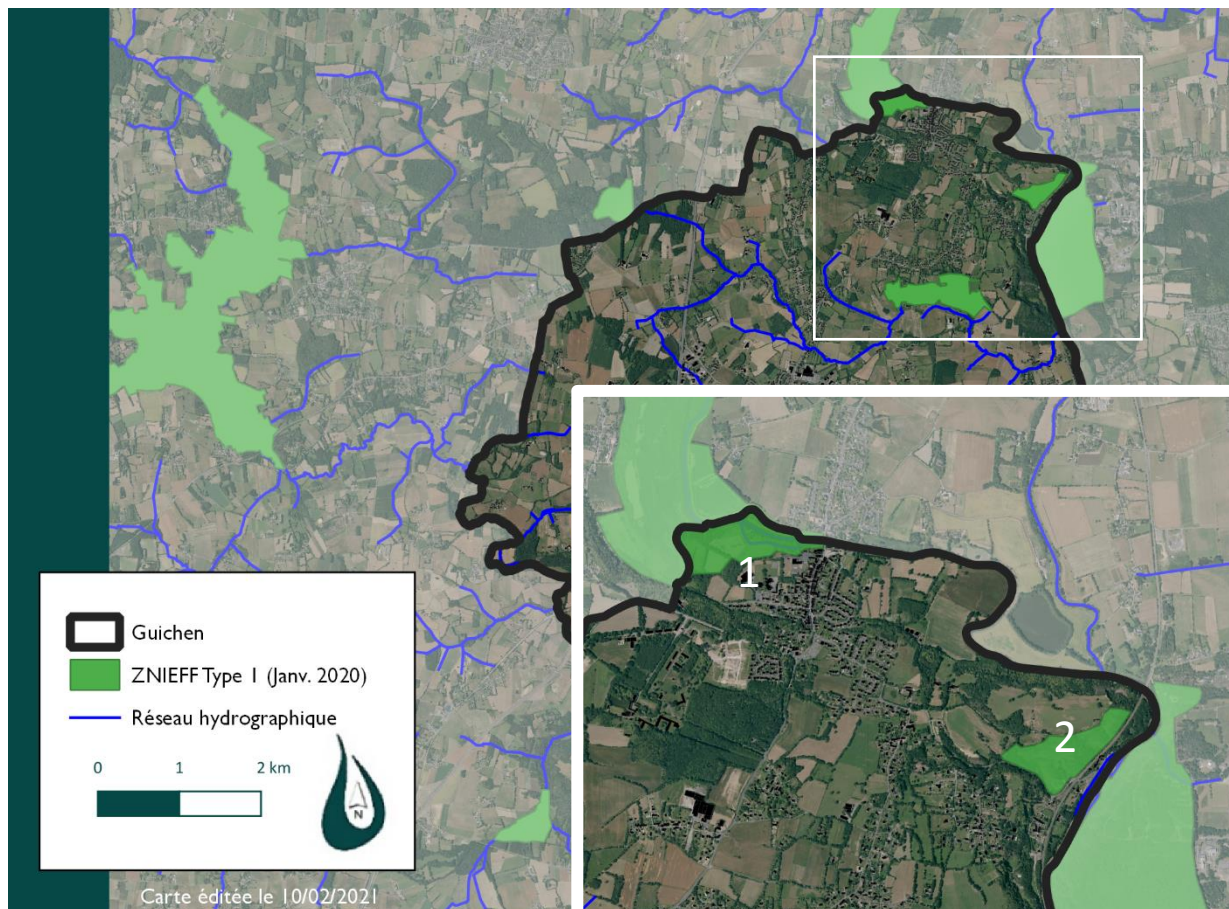 1
2
Guichen
ZNIEFF Type 1 (Janv. 2020)
Réseau hydrographique
0 1 2 km
N
Carte éditée le 10/02/2021